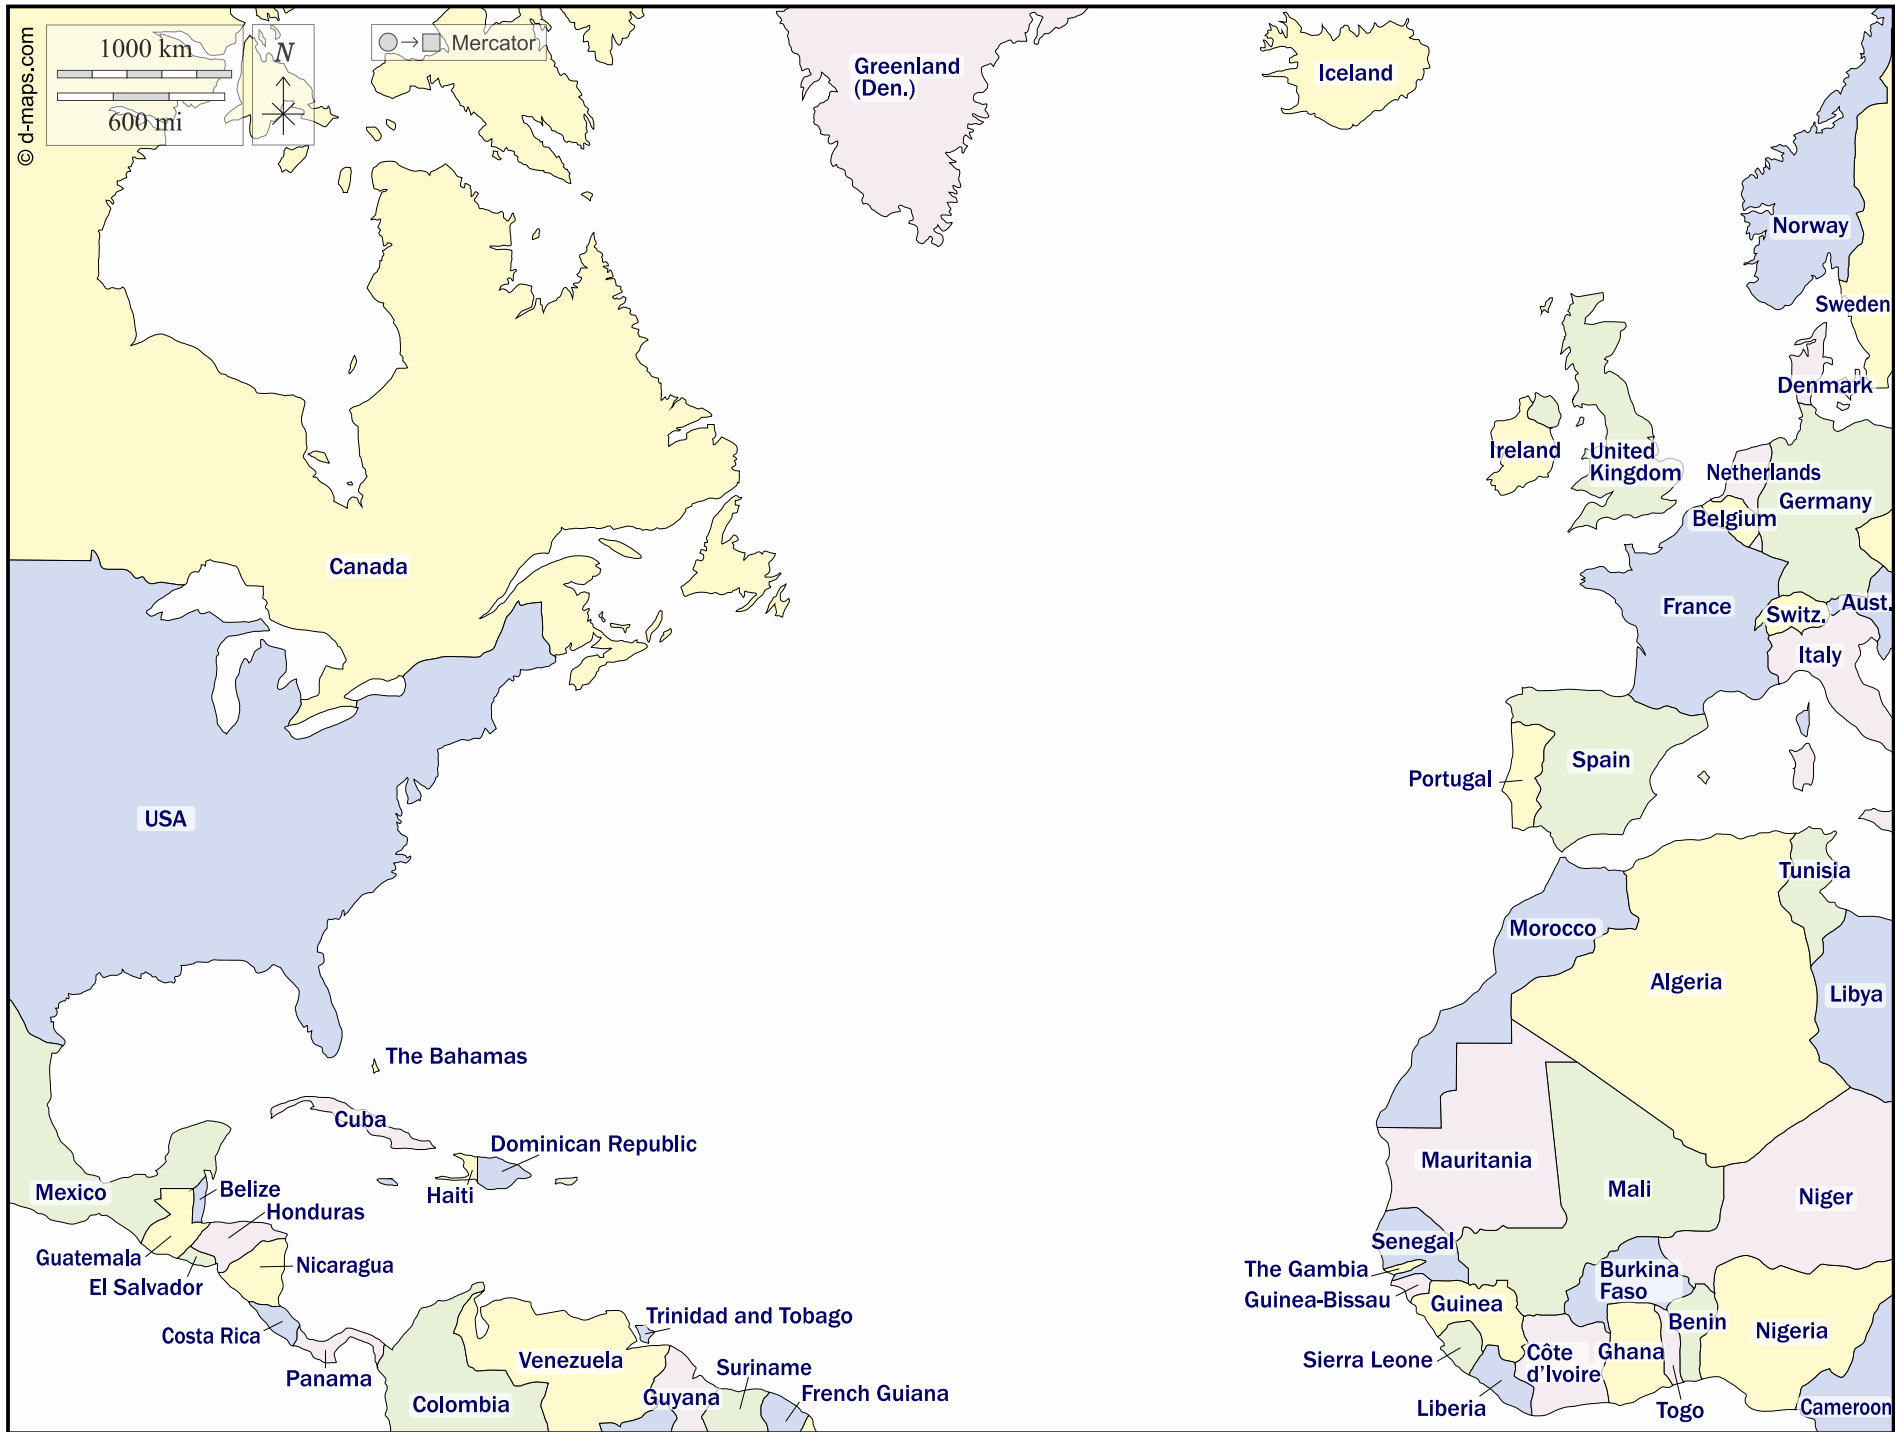 © d-maps.com
1000 km
600 mi
N
Mercator
Greenland
(Den.)
Iceland
Norway
Sweden
Denmark
Ireland
United
Kingdom
Netherlands
Germany
Belgium
Canada
France
Switz.
Aust.
Italy
Spain
Portugal
USA
Tunisia
Morocco
Algeria
Libya
The Bahamas
Cuba
Dominican Republic
Haiti
Mauritania
Mali
Niger
Mexico
Belize
Honduras
Guatemala
El Salvador
Nicaragua
Senegal
The Gambia
Guinea-Bissau
Guinea
Burkina
Faso
Benin
Nigeria
Costa Rica
Panama
Trinidad and Tobago
Venezuela
Suriname
Guyana
French Guiana
Colombia
Sierra Leone
Côte
d'Ivoire
Ghana
Liberia
Togo
Cameroon